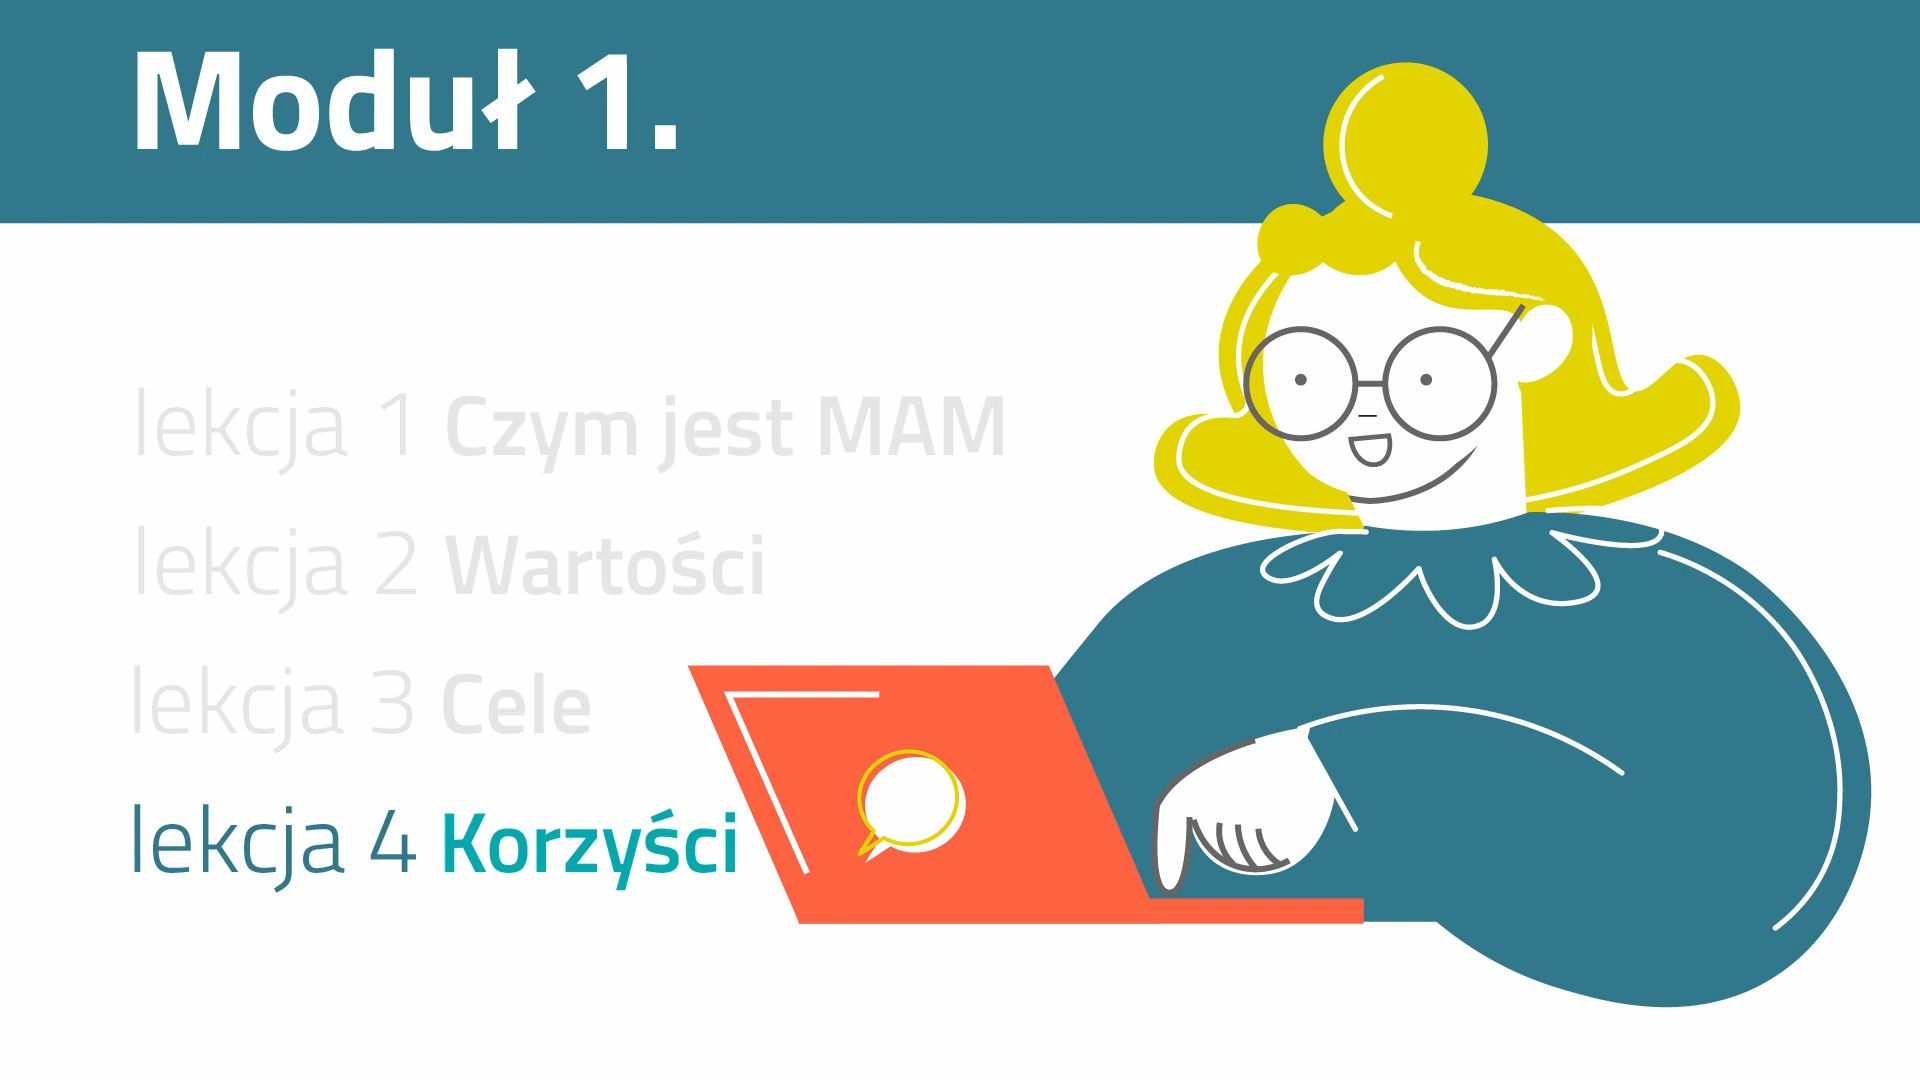 Moduł 1.
lekcja 1 Czym jest MAM
lekcja 2 Wartości
lekcja 3 Cele
lekcja 4 Korzyści